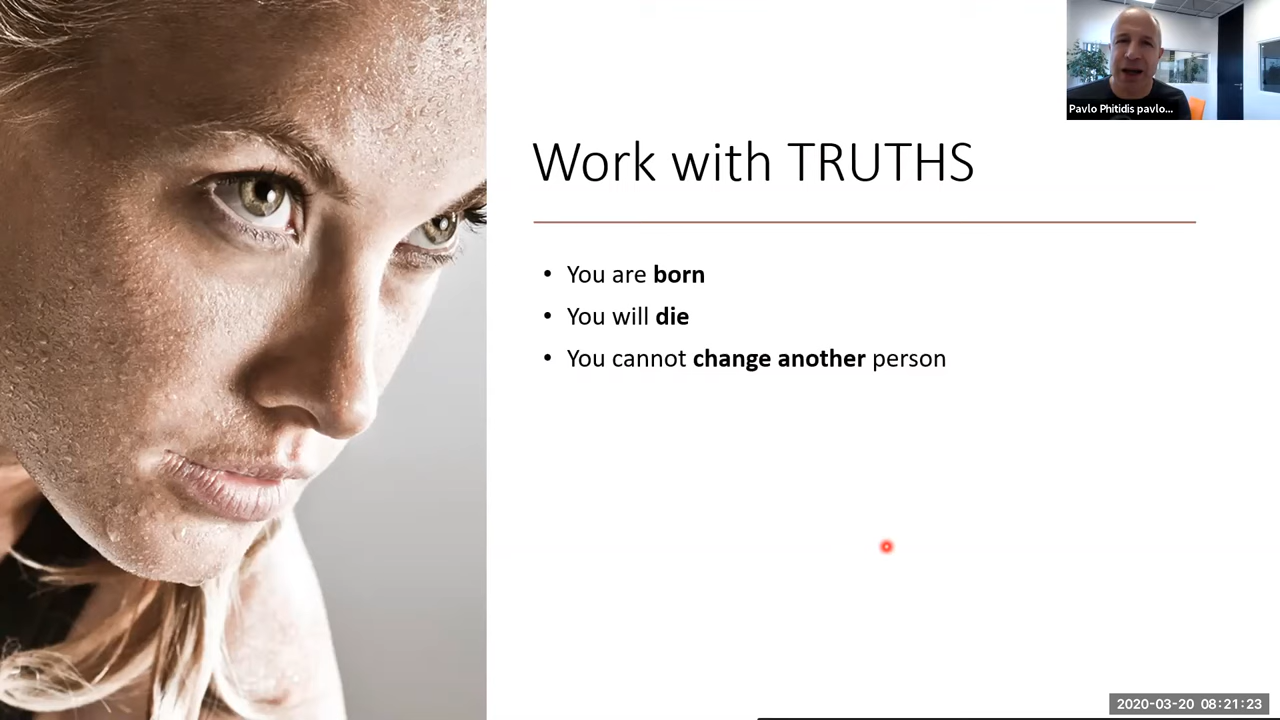 Pavlo Phitidis pavlo...
Work with TRUTHS
• You are born
• You will die
• You cannot change another person
2020-03-20 08:21:23